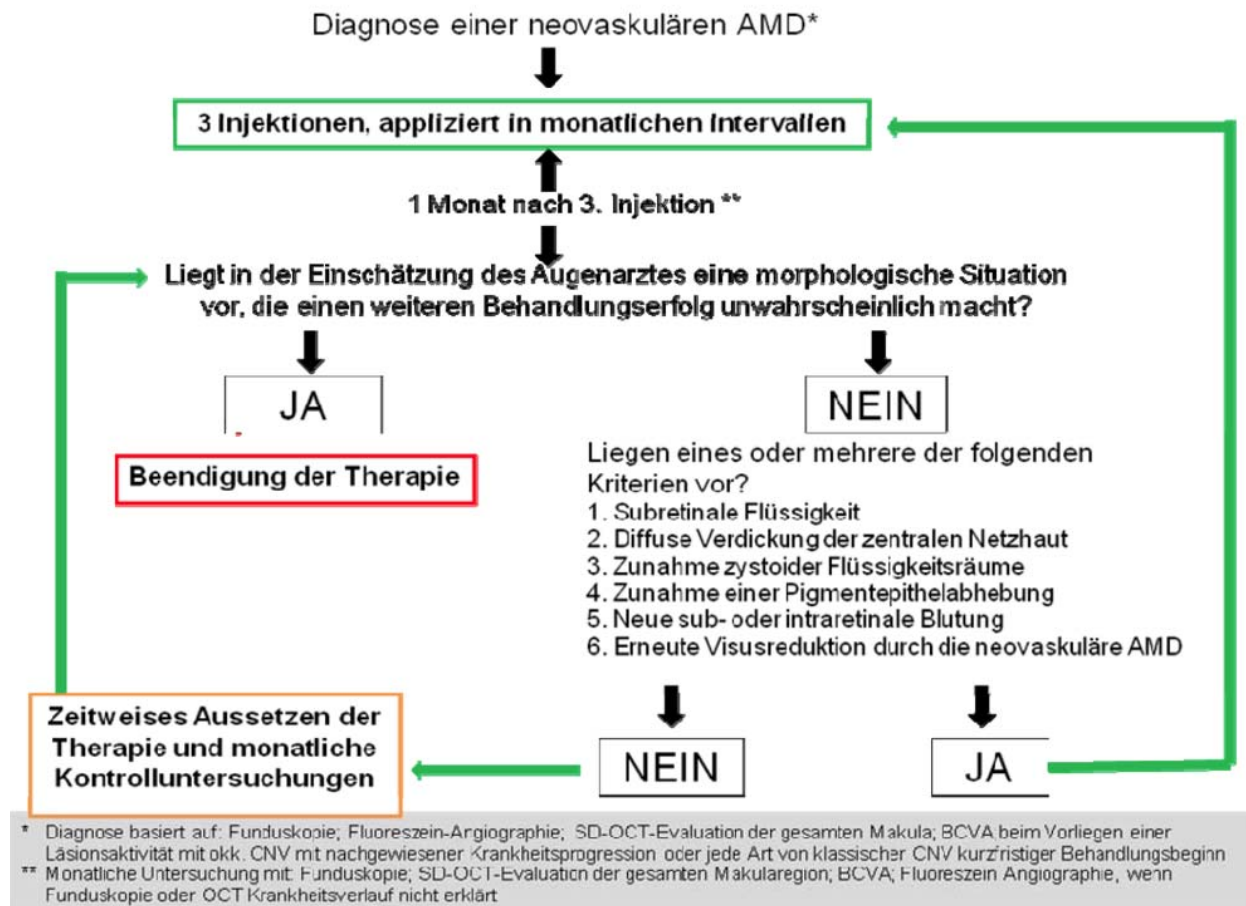 Diagnose einer neovaskulären AMD*
3 Injektionen, appliziert in monatlichen Intervallen
1 Monat nach 3. Injektion **
Liegt in der Einschätzung des Augenarztes eine morphologische Situation
vor, die einen weiteren Behandlungserfolg unwahrscheinlich macht?
JA
NEIN
Beendigung der Therapie
Liegen eines oder mehrere der folgenden
Kriterien vor?
1. Subretinale Flüssigkeit
2. Diffuse Verdickung der zentralen Netzhaut
3. Zunahme zystoider Flüssigkeitsräume
4. Zunahme einer Pigmentepithelabhebung
5. Neue sub- oder intraretinale Blutung
6. Erneute Visusreduktion durch die neovaskuläre AMD
Zeitweises Aussetzen der
Therapie und monatliche
Kontrolluntersuchungen
NEIN
JA
* Diagnose basiert auf: Funduskopie; Fluoreszein-Angiographie; SD-OCT-Evaluation der gesamten Makula; BCVA beim Vorliegen einer
Läsionsaktivität mit okk. CNV mit nachgewiesener Krankheitsprogression oder jede Art von klassischer CNV kurzfristiger Behandlungsbeginn
** Monatliche Untersuchung mit: Funduskopie; SD-OCT-Evaluation der gesamten Makularegion; BCVA; Fluoreszein Angiographie, wenn
Funduskopie oder OCT Krankheitsverlauf nicht erklärt